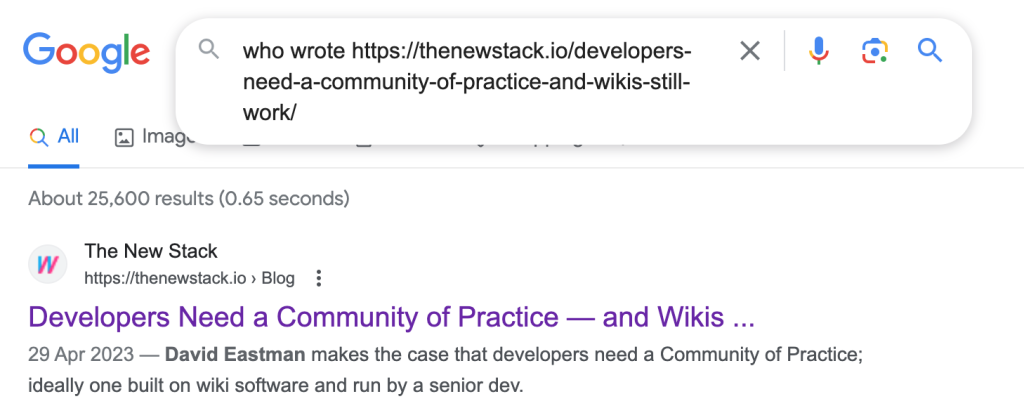 Google
who wrote https://thenewstack.io/developers-
need-a-community-of-practice-and-wikis-still-
work/
All
About 25,600 results (0.65 seconds)
The New Stack
https://thenewstack.io › Blog
Developers Need a Community of Practice — and Wikis ...
29 Apr 2023 — David Eastman makes the case that developers need a Community of Practice;
ideally one built on wiki software and run by a senior dev.